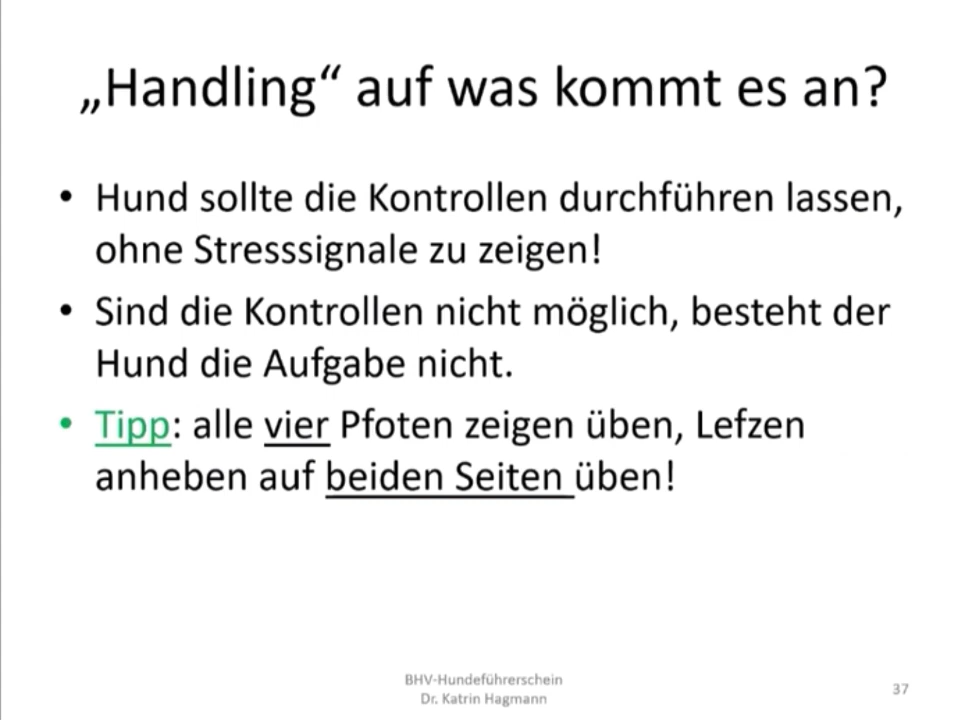 „Handling“ auf was kommt es an?
• Hund sollte die Kontrollen durchführen lassen,
ohne Stresssignale zu zeigen!
• Sind die Kontrollen nicht möglich, besteht der
Hund die Aufgabe nicht.
• Tipp: alle vier Pfoten zeigen üben, Lefzen
anheben auf beiden Seiten üben!
BHV-Hundeführerschein
Dr. Katrin Hagmann
37